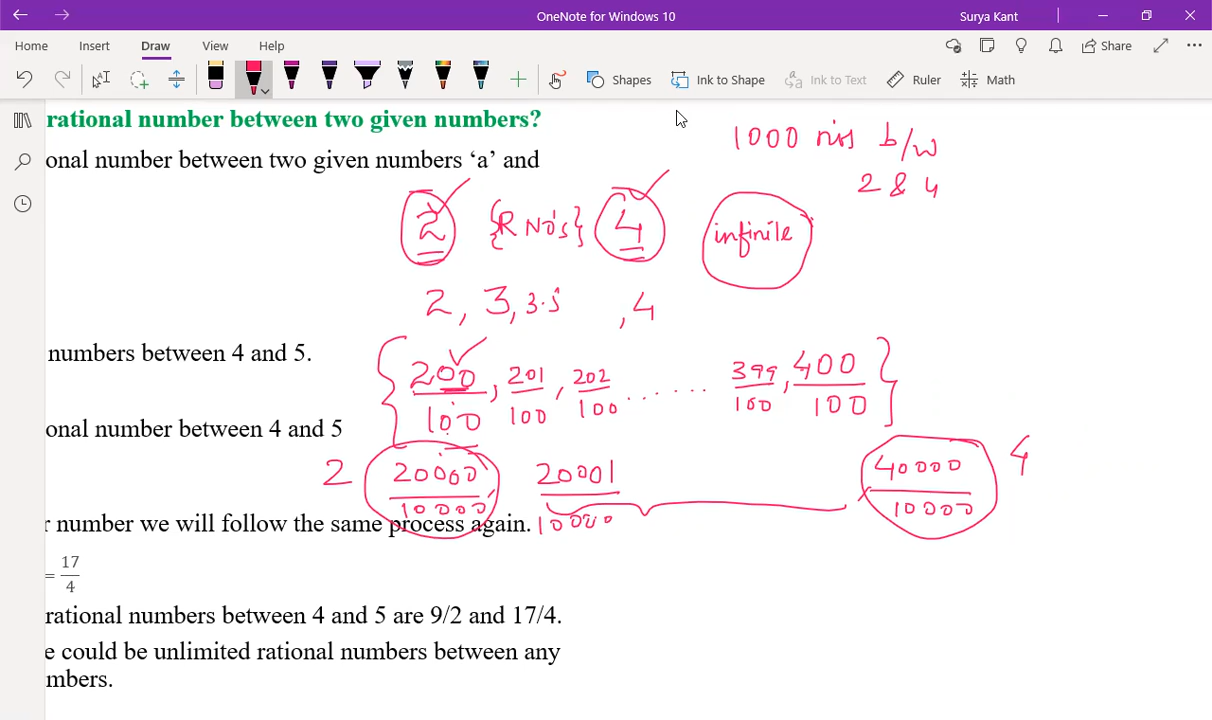 OneNote for Windows 10
Surya Kant
Home Insert Draw View Help
Share
Shapes Ink to Shape Ink to Text Ruler Math
rational number between two given numbers?
1000 no's b/w
onal number between two given numbers ‘a’ and
2 & 4
2 {R No's} 4 infinite
2, 3, 3.5 , 4
numbers between 4 and 5.
{200/100, 201/100, 202/100 ........ 399/100, 400/100}
onal number between 4 and 5
2 20000/10000 20001/10000 40000/10000 4
r number we will follow the same process again.
= 17/4
rational numbers between 4 and 5 are 9/2 and 17/4.
e could be unlimited rational numbers between any
mbers.